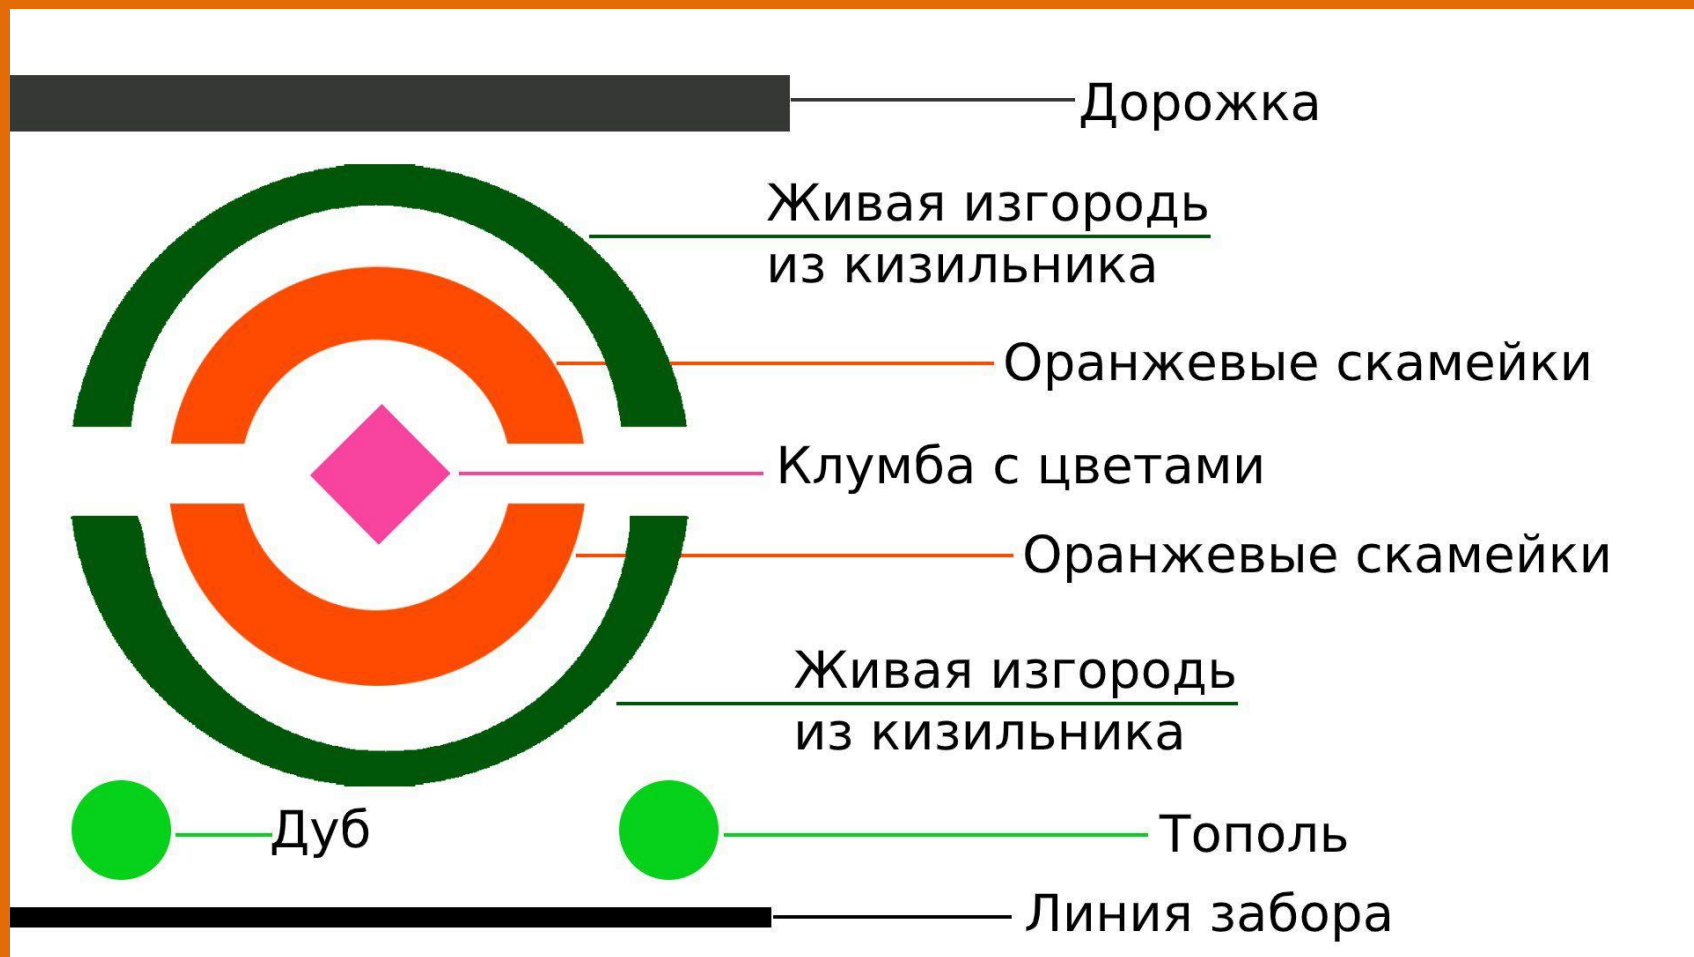 Дорожка
Живая изгородь
из кизильника
Оранжевые скамейки
Клумба с цветами
Оранжевые скамейки
Живая изгородь
из кизильника
Дуб
Тополь
Линия забора